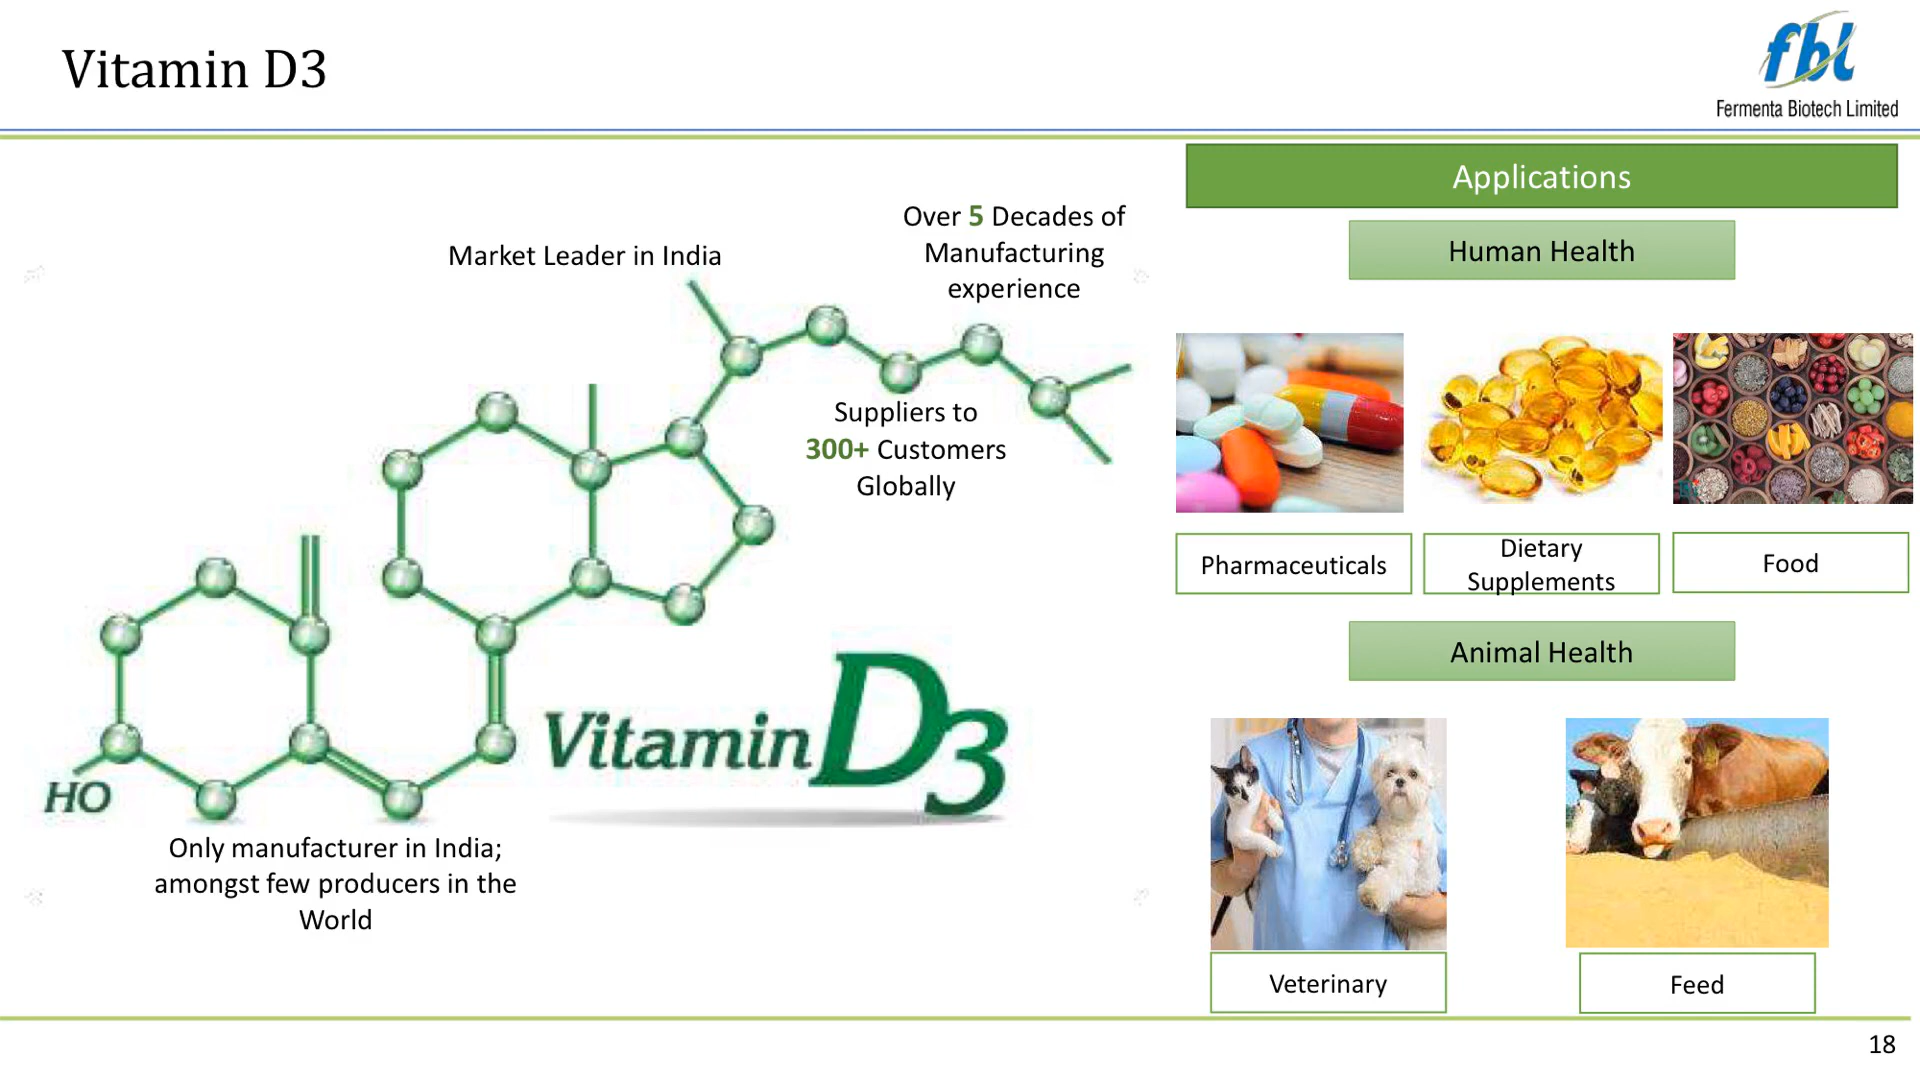 Vitamin D3
fbl
Fermenta Biotech Limited
Market Leader in India
Over 5 Decades of
Manufacturing
experience
Suppliers to
300+ Customers
Globally
HO
Vitamin D3
Only manufacturer in India;
amongst few producers in the
World
Applications
Human Health
Pharmaceuticals
Dietary
Supplements
Food
Animal Health
Veterinary
Feed
18